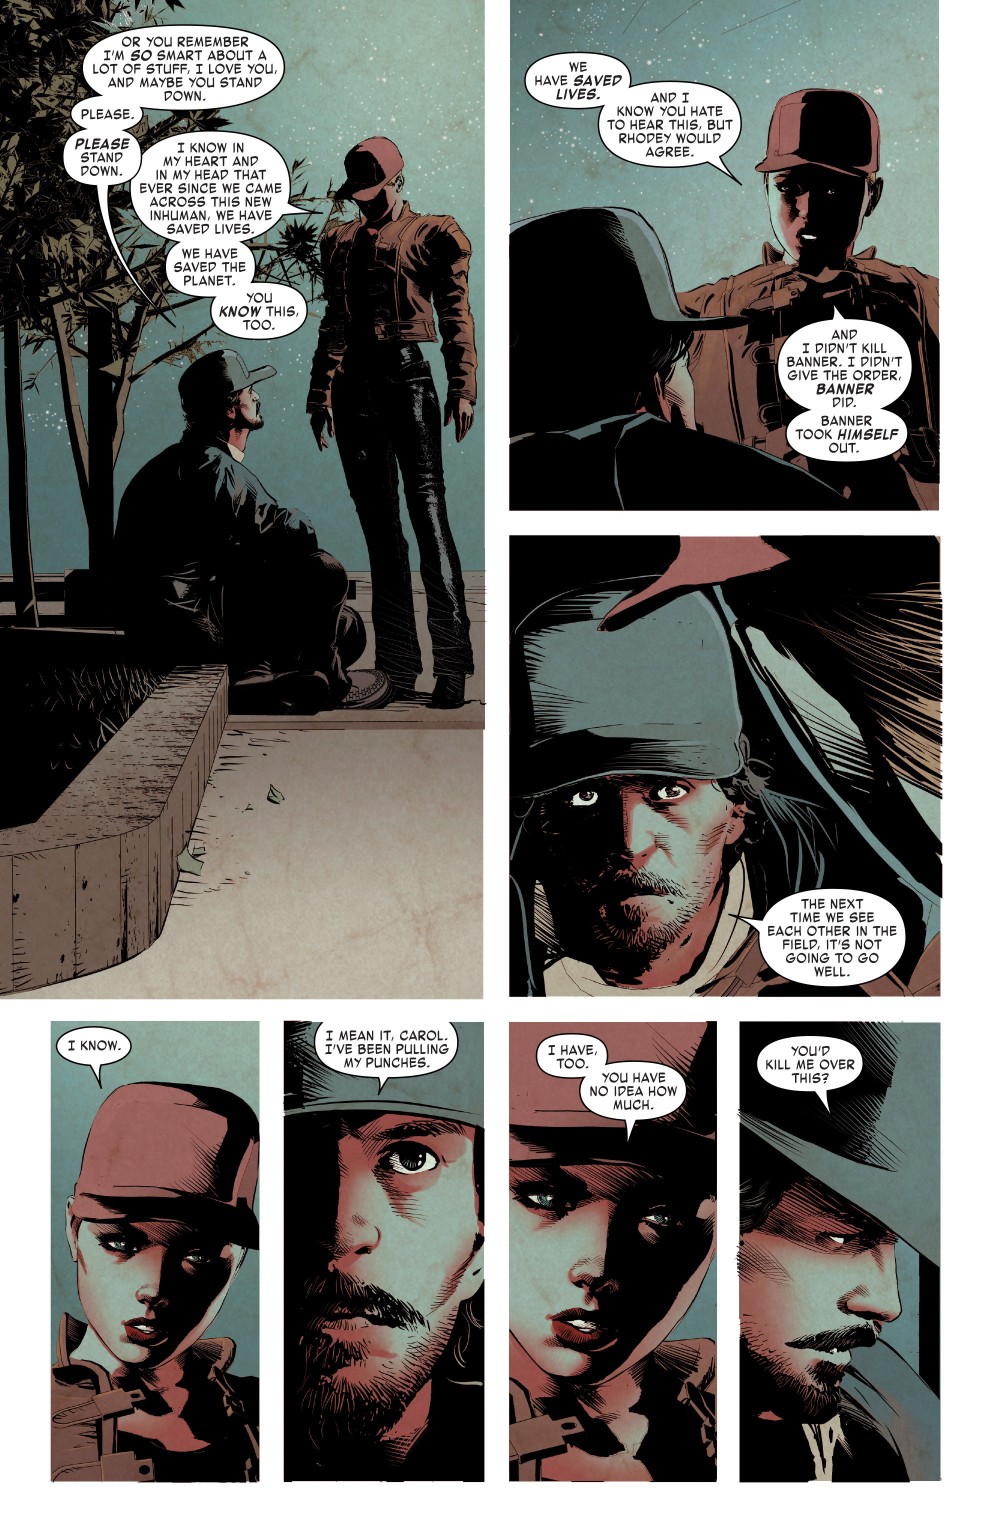 OR YOU REMEMBER
I'M SO SMART ABOUT A
LOT OF STUFF, I LOVE YOU,
AND MAYBE YOU STAND
DOWN.
PLEASE.
PLEASE
STAND
DOWN.
I KNOW IN
MY HEART AND
IN MY HEAD THAT
EVER SINCE WE CAME
ACROSS THIS NEW
INHUMAN, WE HAVE
SAVED LIVES.
WE HAVE
SAVED THE
PLANET.
YOU
KNOW THIS,
TOO.
WE
HAVE SAVED
LIVES.
AND I
KNOW YOU HATE
TO HEAR THIS, BUT
RHODEY WOULD
AGREE.
AND
I DIDN'T KILL
BANNER. I DIDN'T
GIVE THE ORDER,
BANNER
DID.
BANNER
TOOK HIMSELF
OUT.
THE NEXT
TIME WE SEE
EACH OTHER IN THE
FIELD, IT'S NOT
GOING TO GO
WELL.
I KNOW.
I MEAN IT, CAROL.
I'VE BEEN PULLING
MY PUNCHES.
I HAVE,
TOO.
YOU HAVE
NO IDEA HOW
MUCH.
YOU'D
KILL ME OVER
THIS?